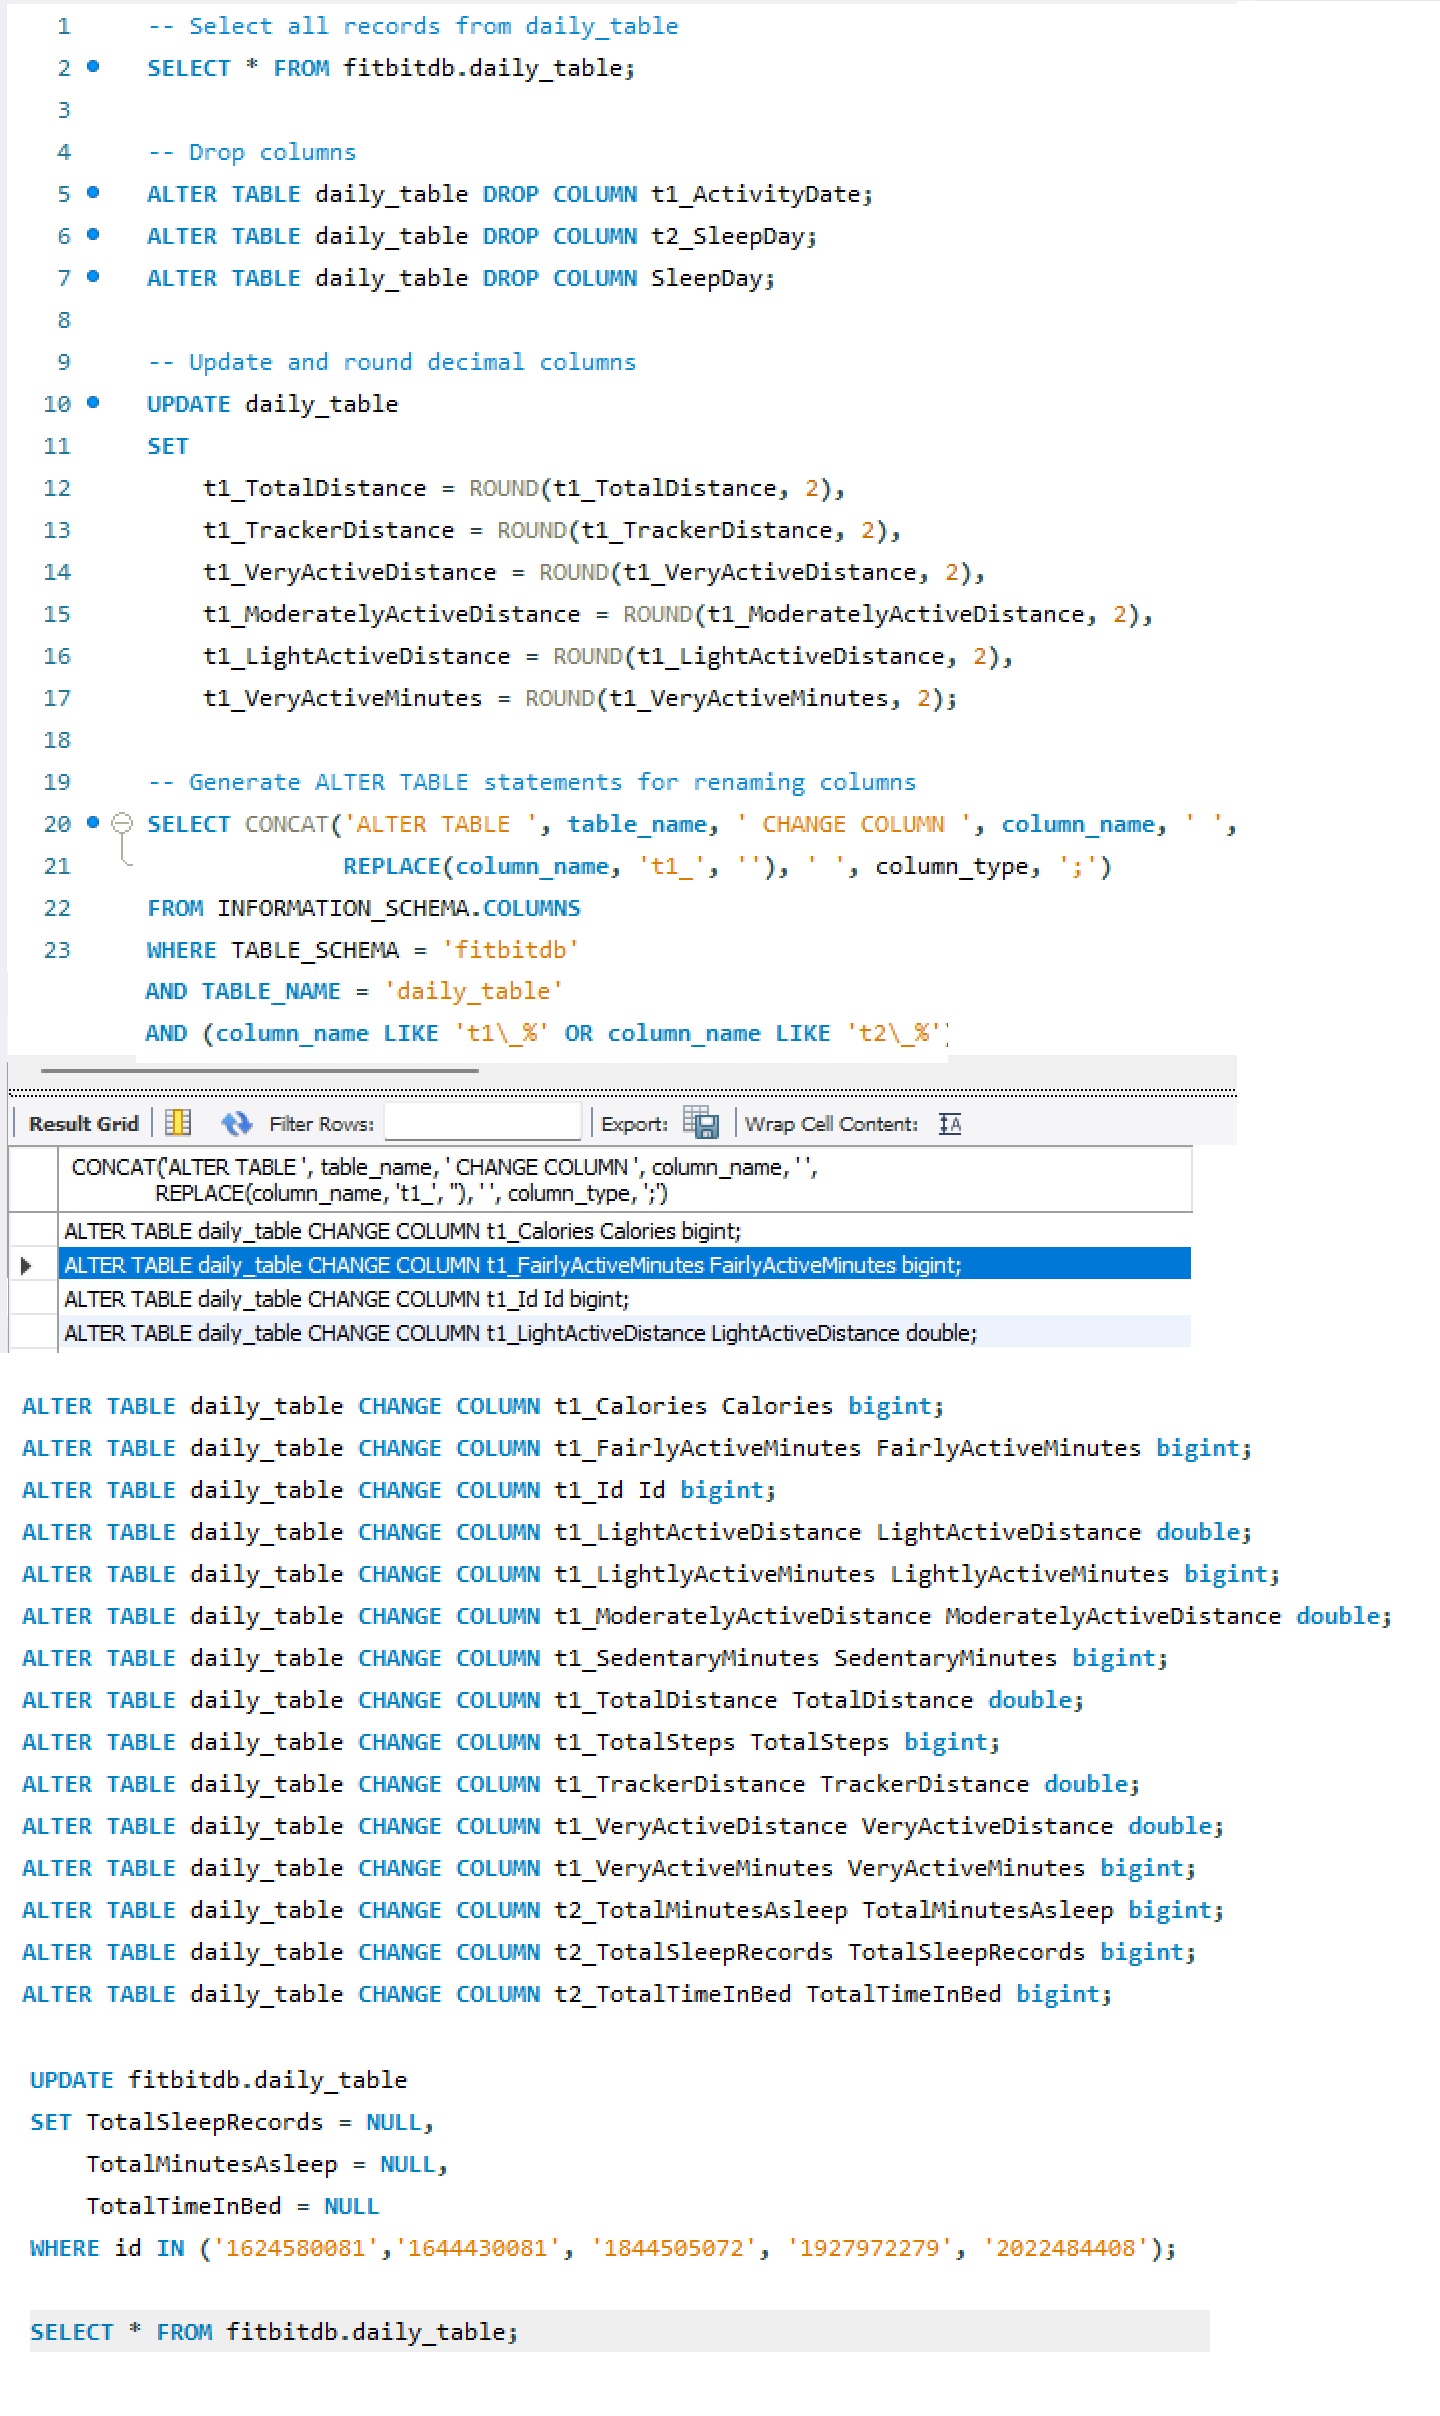 1 -- Select all records from daily_table
2 SELECT * FROM fitbitdb.daily_table;
3
4 -- Drop columns
5 ALTER TABLE daily_table DROP COLUMN t1_ActivityDate;
6 ALTER TABLE daily_table DROP COLUMN t2_SleepDay;
7 ALTER TABLE daily_table DROP COLUMN SleepDay;
8
9 -- Update and round decimal columns
10 UPDATE daily_table
11 SET
12 t1_TotalDistance = ROUND(t1_TotalDistance, 2),
13 t1_TrackerDistance = ROUND(t1_TrackerDistance, 2),
14 t1_VeryActiveDistance = ROUND(t1_VeryActiveDistance, 2),
15 t1_ModeratelyActiveDistance = ROUND(t1_ModeratelyActiveDistance, 2),
16 t1_LightActiveDistance = ROUND(t1_LightActiveDistance, 2),
17 t1_VeryActiveMinutes = ROUND(t1_VeryActiveMinutes, 2);
18
19 -- Generate ALTER TABLE statements for renaming columns
20 SELECT CONCAT('ALTER TABLE ', table_name, ' CHANGE COLUMN ', column_name, ' ',
21 REPLACE(column_name, 't1_', ''), ' ', column_type, ';')
22 FROM INFORMATION_SCHEMA.COLUMNS
23 WHERE TABLE_SCHEMA = 'fitbitdb'
AND TABLE_NAME = 'daily_table'
AND (column_name LIKE 't1\_%' OR column_name LIKE 't2\_%')
Result Grid Filter Rows: Export: Wrap Cell Content:
CONCAT('ALTER TABLE ', table_name, ' CHANGE COLUMN ', column_name, ' ',
REPLACE(column_name, 't1_', ''), ' ', column_type, ';')
ALTER TABLE daily_table CHANGE COLUMN t1_Calories Calories bigint;
ALTER TABLE daily_table CHANGE COLUMN t1_FairlyActiveMinutes FairlyActiveMinutes bigint;
ALTER TABLE daily_table CHANGE COLUMN t1_Id Id bigint;
ALTER TABLE daily_table CHANGE COLUMN t1_LightActiveDistance LightActiveDistance double;
ALTER TABLE daily_table CHANGE COLUMN t1_Calories Calories bigint;
ALTER TABLE daily_table CHANGE COLUMN t1_FairlyActiveMinutes FairlyActiveMinutes bigint;
ALTER TABLE daily_table CHANGE COLUMN t1_Id Id bigint;
ALTER TABLE daily_table CHANGE COLUMN t1_LightActiveDistance LightActiveDistance double;
ALTER TABLE daily_table CHANGE COLUMN t1_LightlyActiveMinutes LightlyActiveMinutes bigint;
ALTER TABLE daily_table CHANGE COLUMN t1_ModeratelyActiveDistance ModeratelyActiveDistance double;
ALTER TABLE daily_table CHANGE COLUMN t1_SedentaryMinutes SedentaryMinutes bigint;
ALTER TABLE daily_table CHANGE COLUMN t1_TotalDistance TotalDistance double;
ALTER TABLE daily_table CHANGE COLUMN t1_TotalSteps TotalSteps bigint;
ALTER TABLE daily_table CHANGE COLUMN t1_TrackerDistance TrackerDistance double;
ALTER TABLE daily_table CHANGE COLUMN t1_VeryActiveDistance VeryActiveDistance double;
ALTER TABLE daily_table CHANGE COLUMN t1_VeryActiveMinutes VeryActiveMinutes bigint;
ALTER TABLE daily_table CHANGE COLUMN t2_TotalMinutesAsleep TotalMinutesAsleep bigint;
ALTER TABLE daily_table CHANGE COLUMN t2_TotalSleepRecords TotalSleepRecords bigint;
ALTER TABLE daily_table CHANGE COLUMN t2_TotalTimeInBed TotalTimeInBed bigint;
UPDATE fitbitdb.daily_table
SET TotalSleepRecords = NULL,
TotalMinutesAsleep = NULL,
TotalTimeInBed = NULL
WHERE id IN ('1624580081','1644430081', '1844505072', '1927972279', '2022484408');
SELECT * FROM fitbitdb.daily_table;